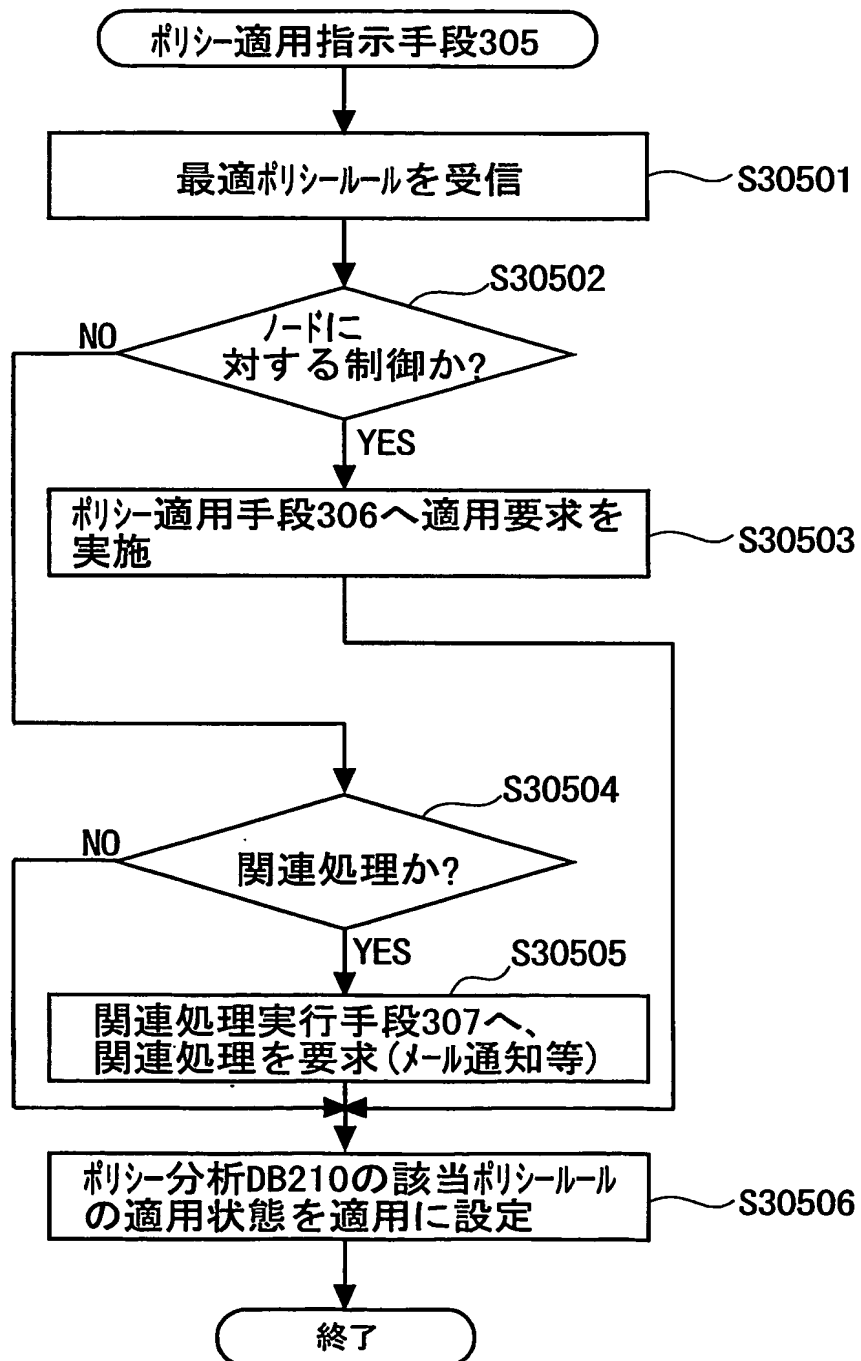 ポリシー適用指示手段305
最適ポリシールールを受信
S30501
S30502
ノードに
対する制御か?
NO
YES
ポリシー適用手段306へ適用要求を
実施
S30503
S30504
関連処理か?
NO
YES
S30505
関連処理実行手段307へ、
関連処理を要求(メール通知等)
ポリシー分析DB210の該当ポリシールール
の適用状態を適用に設定
S30506
終了